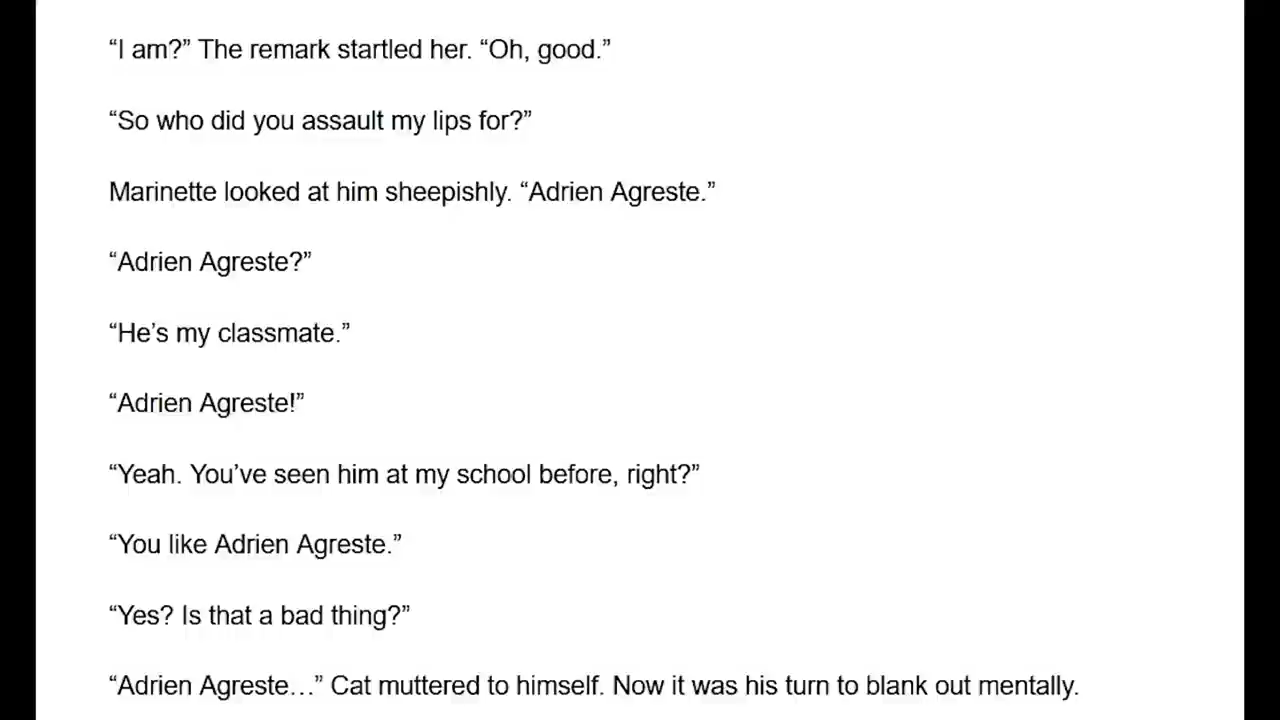 “I am?” The remark startled her. “Oh, good.”
“So who did you assault my lips for?”
Marinette looked at him sheepishly. “Adrien Agreste.”
“Adrien Agreste?”
“He’s my classmate.”
“Adrien Agreste!”
“Yeah. You’ve seen him at my school before, right?”
“You like Adrien Agreste.”
“Yes? Is that a bad thing?”
“Adrien Agreste…” Cat muttered to himself. Now it was his turn to blank out mentally.